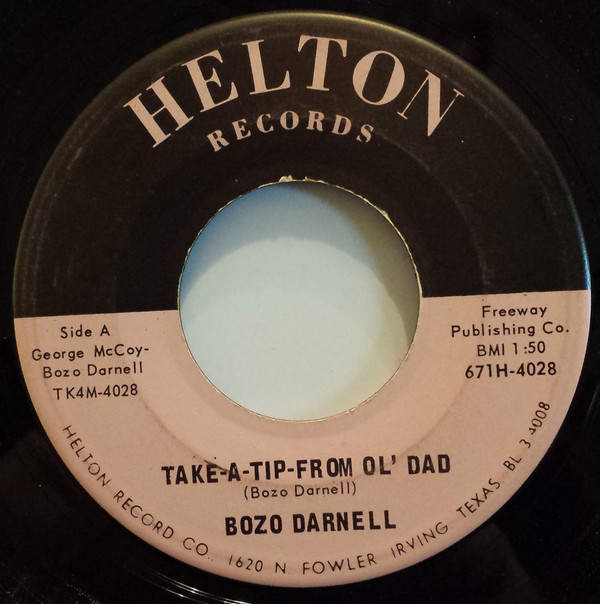 HELTON
RECORDS
Side A
George McCoy-
Bozo Darnell
TK4M-4028
Freeway
Publishing Co.
BMI 1:50
671H-4028
TAKE-A-TIP-FROM OL' DAD
(Bozo Darnell)
BOZO DARNELL
HELTON RECORD CO., 1620 N. FOWLER IRVING TEXAS BL 3 4008